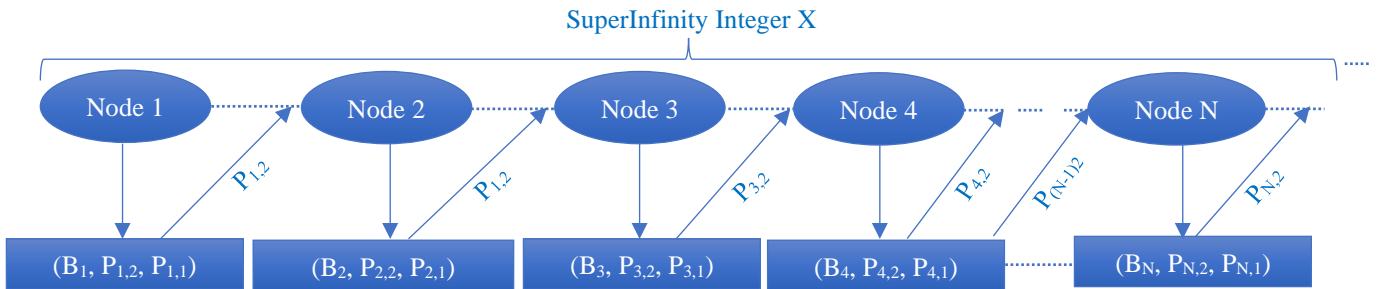 SuperInfinity Integer X
Node 1 Node 2 Node 3 Node 4 Node N
P1,2 P1,2 P3,2 P4,2 P(N-1)2 PN,2
(B1, P1,2, P1,1) (B2, P2,2, P2,1) (B3, P3,2, P3,1) (B4, P4,2, P4,1) (BN, PN,2, PN,1)